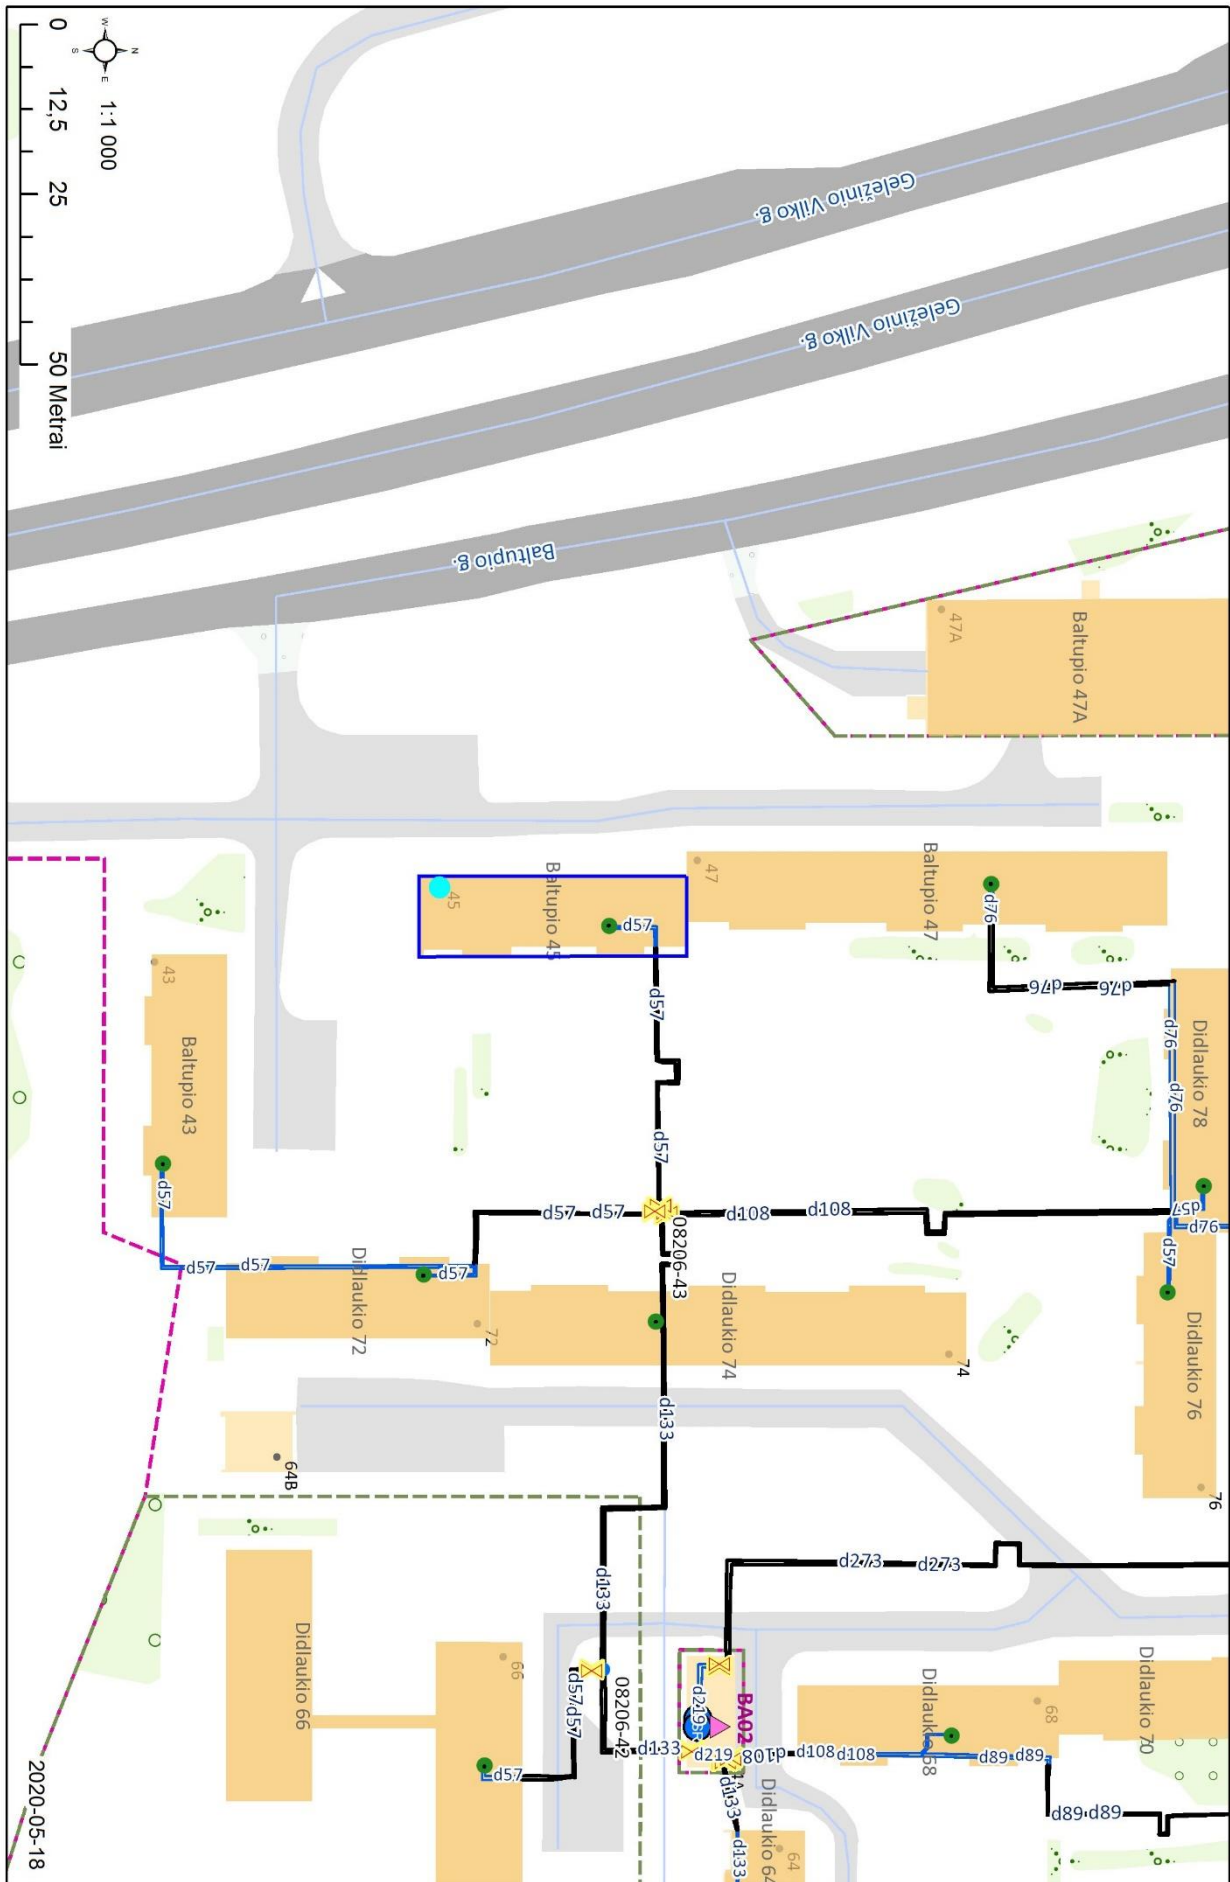 W
N
S
E
1:1 000
0
12,5
25
50 Metrai
Geležinio Vilko g.
Geležinio Vilko g.
Baltupio g.
47A
Baltupio 47A
47
Baltupio 47
45
Baltupio 45
d57
d76
d76
d76
d57
d76
d76
Didlaukio 78
43
Baltupio 43
d57
d57
d57
d57
d57
d57
d108
d108
d57
d76
d57
08206-43
d57
d57
Didlaukio 72
72
Didlaukio 74
74
Didlaukio 76
76
d133
64B
d273
d273
d133
Didlaukio 66
66
08206-42
d57
d57
d57
d133
d219
BA02
d219
d108
d108
d108
d89
d89
Didlaukio 68
68
Didlaukio 70
d89
d89
d133
d133
Didlaukio 64
64
2020-05-18